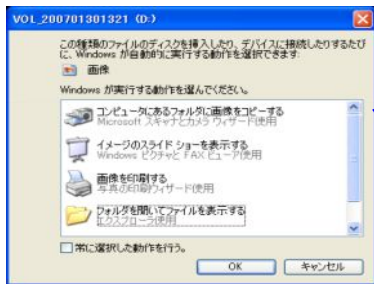 VOL_200701301321 (D:)
この種類のファイルのディスクを挿入したり、デバイスに接続したりするたび
に、Windows が自動的に実行する動作を選択できます:
画像
Windows が実行する動作を選んでください。
コンピュータにあるフォルダに画像をコピーする
Microsoft スキャナとカメラ ウィザード使用
イメージのスライド ショーを表示する
Windows ピクチャと FAX ビューア使用
画像を印刷する
写真の印刷ウィザード使用
フォルダを開いてファイルを表示する
エクスプローラ使用
常に選択した動作を行う。
OK
キャンセル